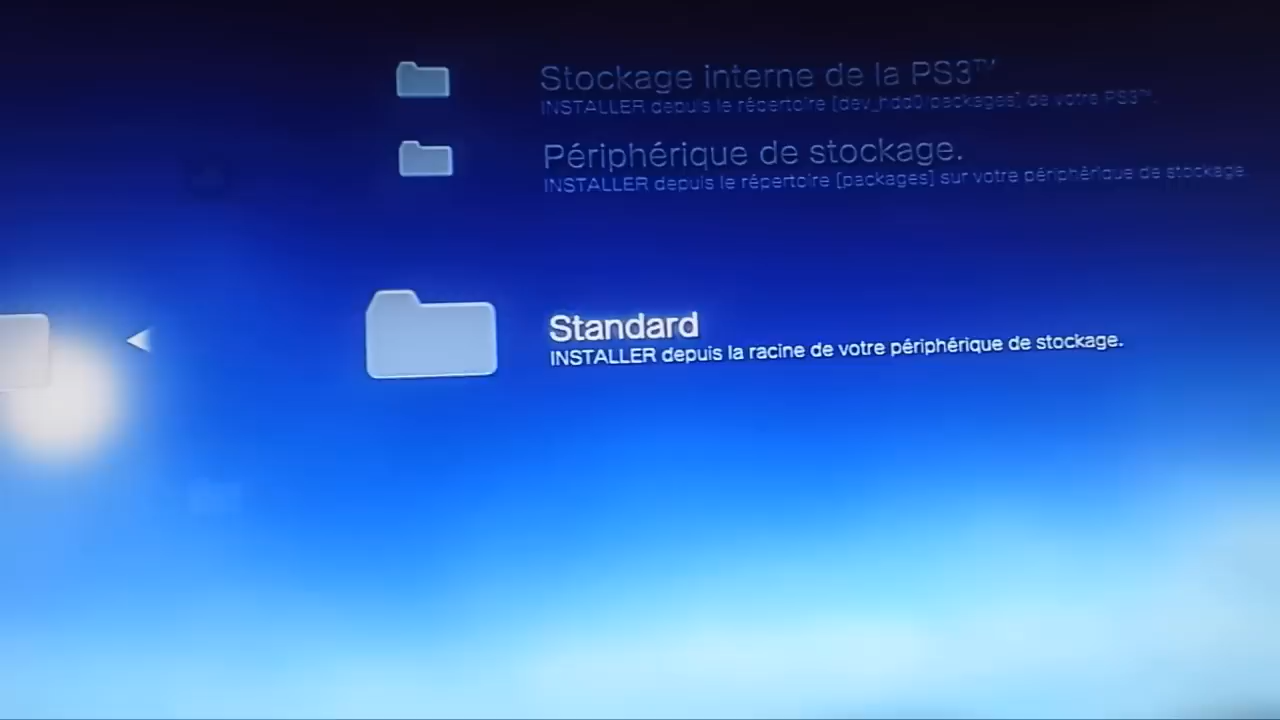 Stockage interne de la PS3™
INSTALLER depuis le répertoire [dev_hdd0/packages] de votre PS3™.
Périphérique de stockage.
INSTALLER depuis le répertoire [packages] sur votre périphérique de stockage.
Standard
INSTALLER depuis la racine de votre périphérique de stockage.